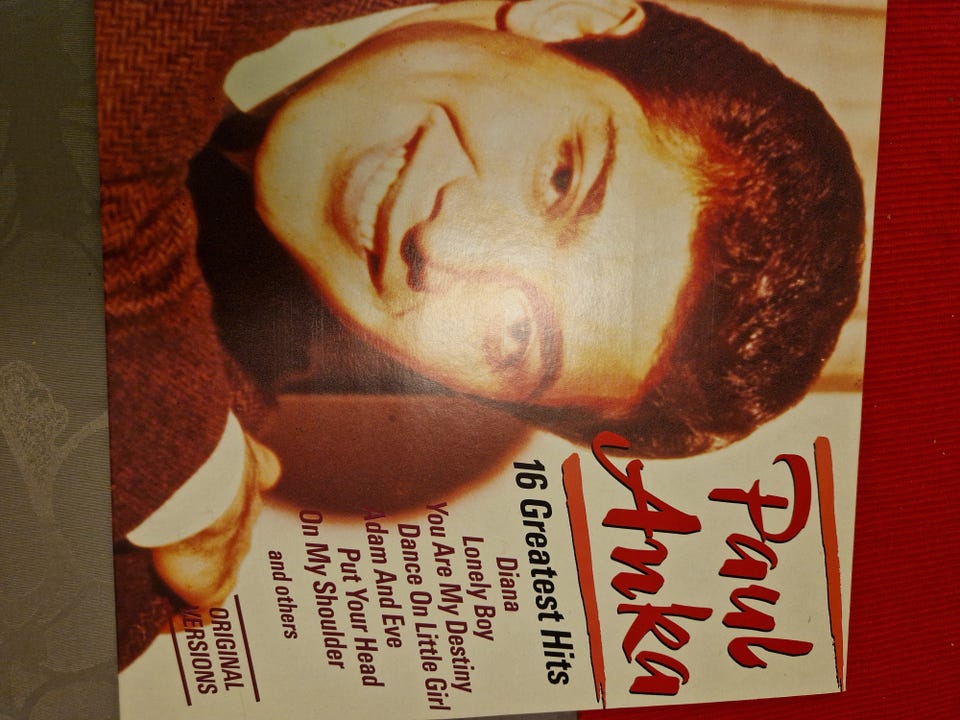 Paul
Anka
16 Greatest Hits
Diana
Lonely Boy
You Are My Destiny
Dance On Little Girl
Adam And Eve
Put Your Head
On My Shoulder
and others
ORIGINAL
VERSIONS